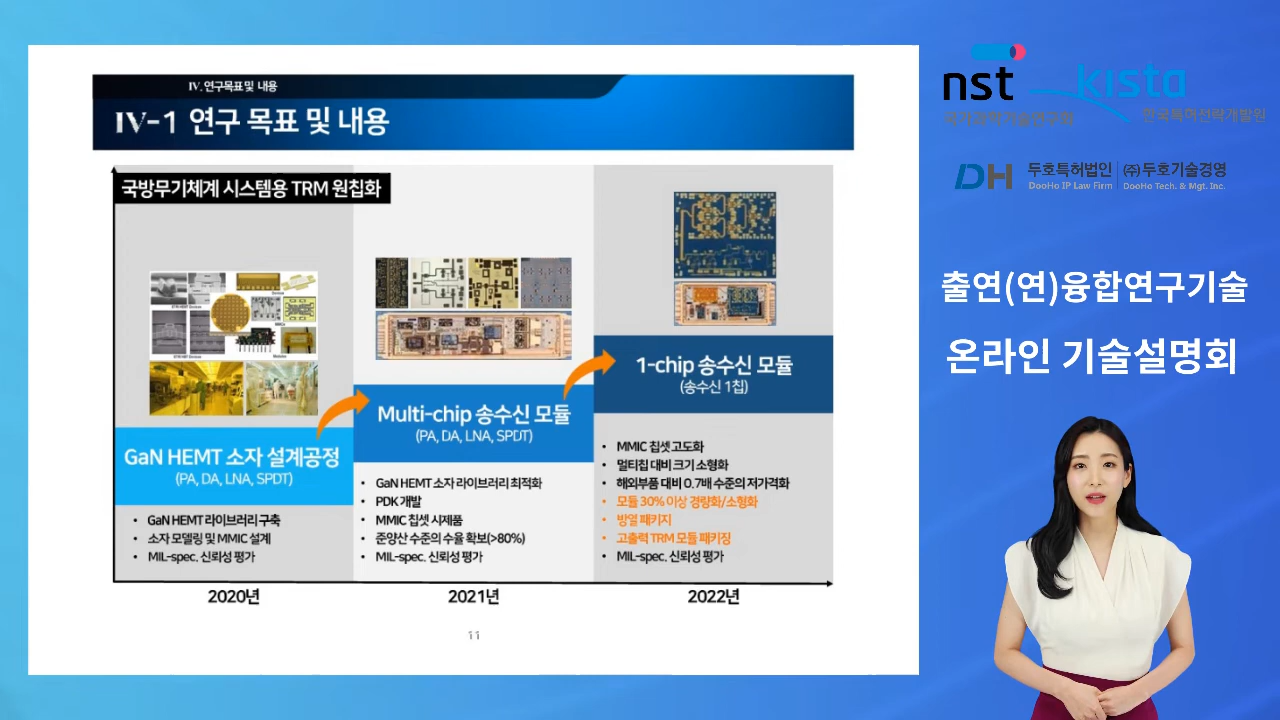 IV. 연구목표 및 내용
IV-1 연구 목표 및 내용
국방무기체계 시스템용 TRM 원칩화
GaN HEMT 소자 설계공정
(PA, DA, LNA, SPDT)
• GaN HEMT 라이브러리 구축
• 소자 모델링 및 MMIC 설계
• MIL-spec. 신뢰성 평가
2020년
Multi-chip 송수신 모듈
(PA, DA, LNA, SPDT)
• GaN HEMT 소자 라이브러리 최적화
• PDK 개발
• MMIC 칩셋 시제품
• 준양산 수준의 수율 확보(>80%)
• MIL-spec. 신뢰성 평가
2021년
1-chip 송수신 모듈
(송수신 1칩)
• MMIC 칩셋 고도화
• 멀티칩 대비 크기 소형화
• 해외부품 대비 0.7배 수준의 저가격화
• 모듈 30% 이상 경량화/소형화
• 방열 패키지
• 고출력 TRM 모듈 패키징
• MIL-spec. 신뢰성 평가
2022년
11
nst
국가과학기술연구회
kista
한국특허전략개발원
DH
두호특허법인
DooHo IP Law Firm
㈜두호기술경영
DooHo Tech. & Mgt. Inc.
출연(연)융합연구기술
온라인 기술설명회